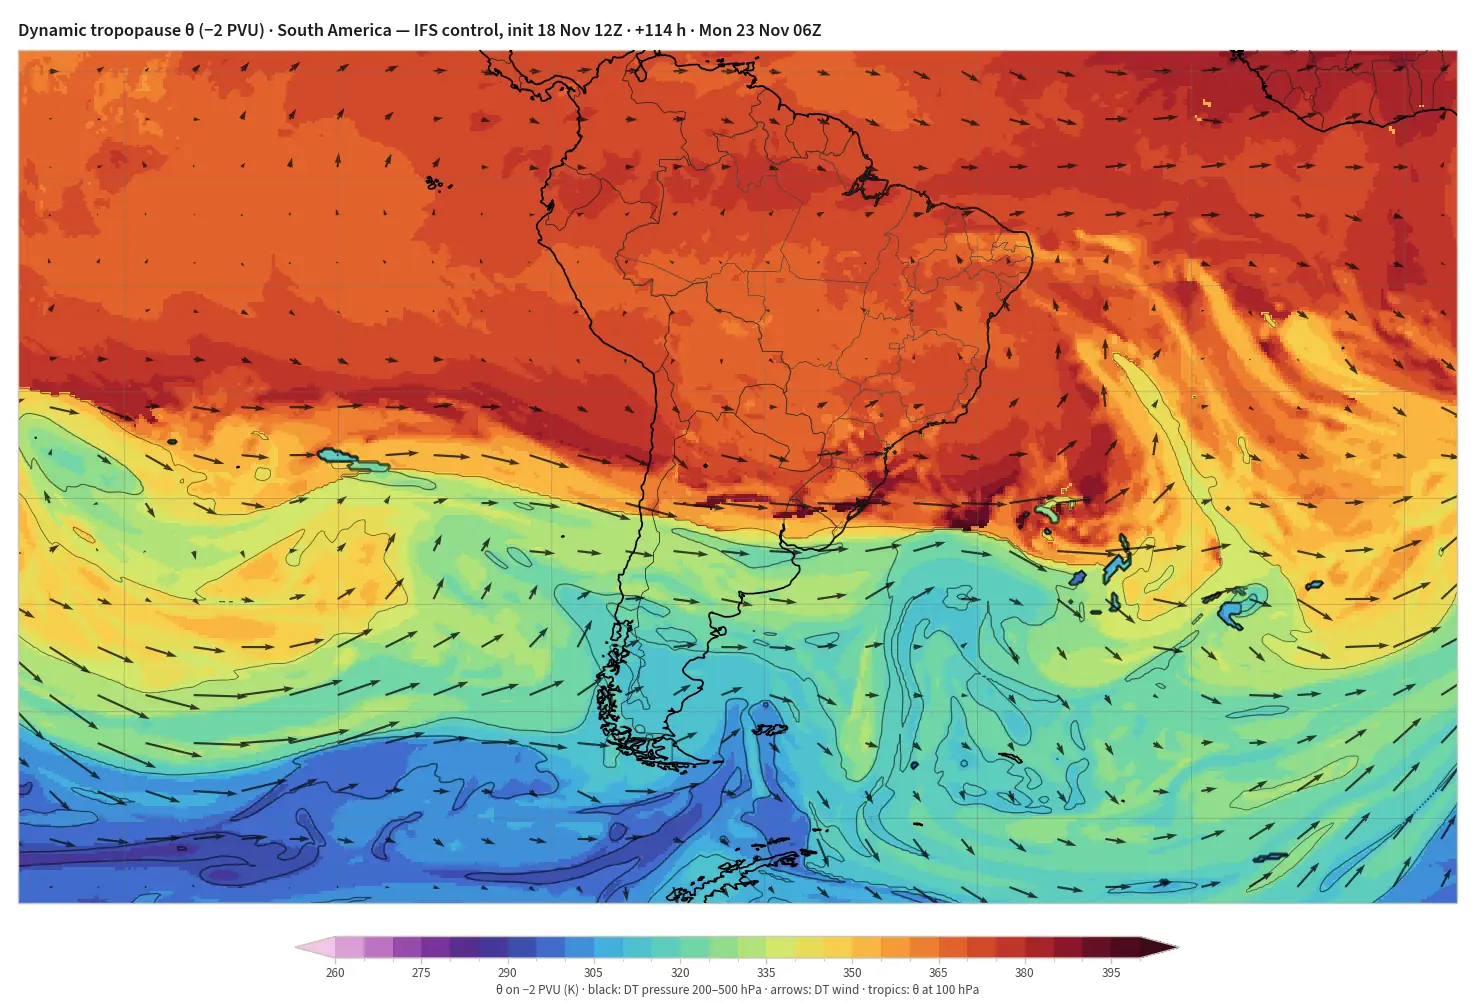 Dynamic tropopause θ (−2 PVU) · South America — IFS control, init 18 Nov 12Z · +114 h · Mon 23 Nov 06Z
260 275 290 305 320 335 350 365 380 395
θ on −2 PVU (K) · black: DT pressure 200–500 hPa · arrows: DT wind · tropics: θ at 100 hPa